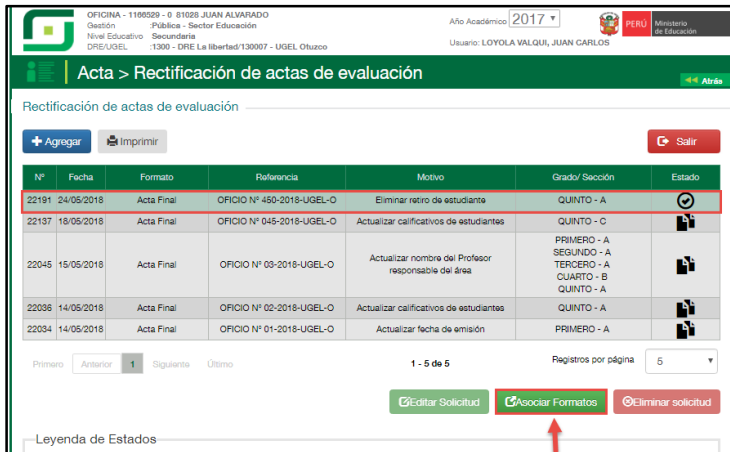 OFICINA - 1166529 - 0 81028 JUAN ALVARADO
Gestión :Pública - Sector Educación
Nivel Educativo Secundaria
DRE/UGEL :1300 - DRE La libertad/130007 - UGEL Otuzco
Año Académico 2017
Usuario: LOYOLA VALQUI, JUAN CARLOS
PERÚ Ministerio de Educación
Acta > Rectificación de actas de evaluación
Atrás
Rectificación de actas de evaluación
Agregar Imprimir Salir
N° Fecha Formato Referencia Motivo Grado/ Sección Estado
22191 24/05/2018 Acta Final OFICIO N° 450-2018-UGEL-O Eliminar retiro de estudiante QUINTO - A
22137 18/05/2018 Acta Final OFICIO N° 045-2018-UGEL-O Actualizar calificativos de estudiantes QUINTO - C
22045 15/05/2018 Acta Final OFICIO N° 03-2018-UGEL-O Actualizar nombre del Profesor responsable del área PRIMERO - A
SEGUNDO - A
TERCERO - A
CUARTO - B
QUINTO - A
22036 14/05/2018 Acta Final OFICIO N° 02-2018-UGEL-O Actualizar calificativos de estudiantes QUINTO - A
22034 14/05/2018 Acta Final OFICIO N° 01-2018-UGEL-O Actualizar fecha de emisión PRIMERO - A
Primero Anterior 1 Siguiente Último 1 - 5 de 5 Registros por página 5
Editar Solicitud Asociar Formatos Eliminar solicitud
Leyenda de Estados